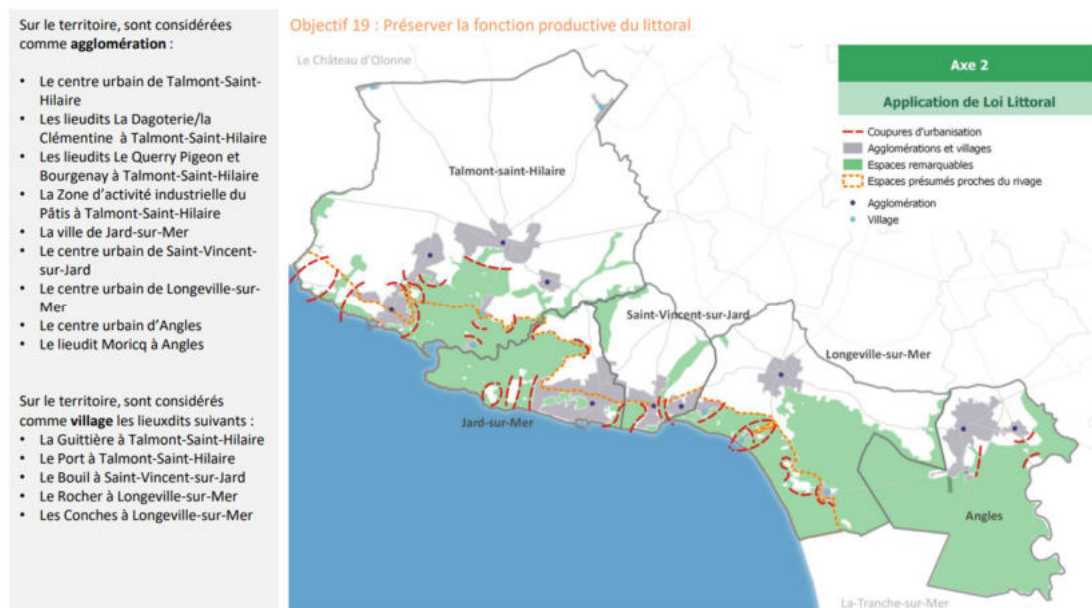 Sur le territoire, sont considérées
comme agglomération :
• Le centre urbain de Talmont-Saint-
Hilaire
• Les lieudits La Dagoterie/la
Clémentine à Talmont-Saint-Hilaire
• Les lieudits Le Querry Pigeon et
Bourgenay à Talmont-Saint-Hilaire
• La Zone d'activité industrielle du
Pâtis à Talmont-Saint-Hilaire
• La ville de Jard-sur-Mer
• Le centre urbain de Saint-Vincent-
sur-Jard
• Le centre urbain de Longeville-sur-
Mer
• Le centre urbain d'Angles
• Le lieudit Moricq à Angles
Sur le territoire, sont considérés
comme village les lieuxdits suivants :
• La Guittière à Talmont-Saint-Hilaire
• Le Port à Talmont-Saint-Hilaire
• Le Bouil à Saint-Vincent-sur-Jard
• Le Rocher à Longeville-sur-Mer
• Les Conches à Longeville-sur-Mer
Objectif 19 : Préserver la fonction productive du littoral
Le Château d'Olonne
Talmont-saint-Hilaire
Saint-Vincent-sur-Jard
Longeville-sur-Mer
Jard-sur-Mer
Angles
La-Tranche-sur-Mer
Axe 2
Application de Loi Littoral
Coupures d'urbanisation
Agglomérations et villages
Espaces remarquables
Espaces présumés proches du rivage
Agglomération
Village